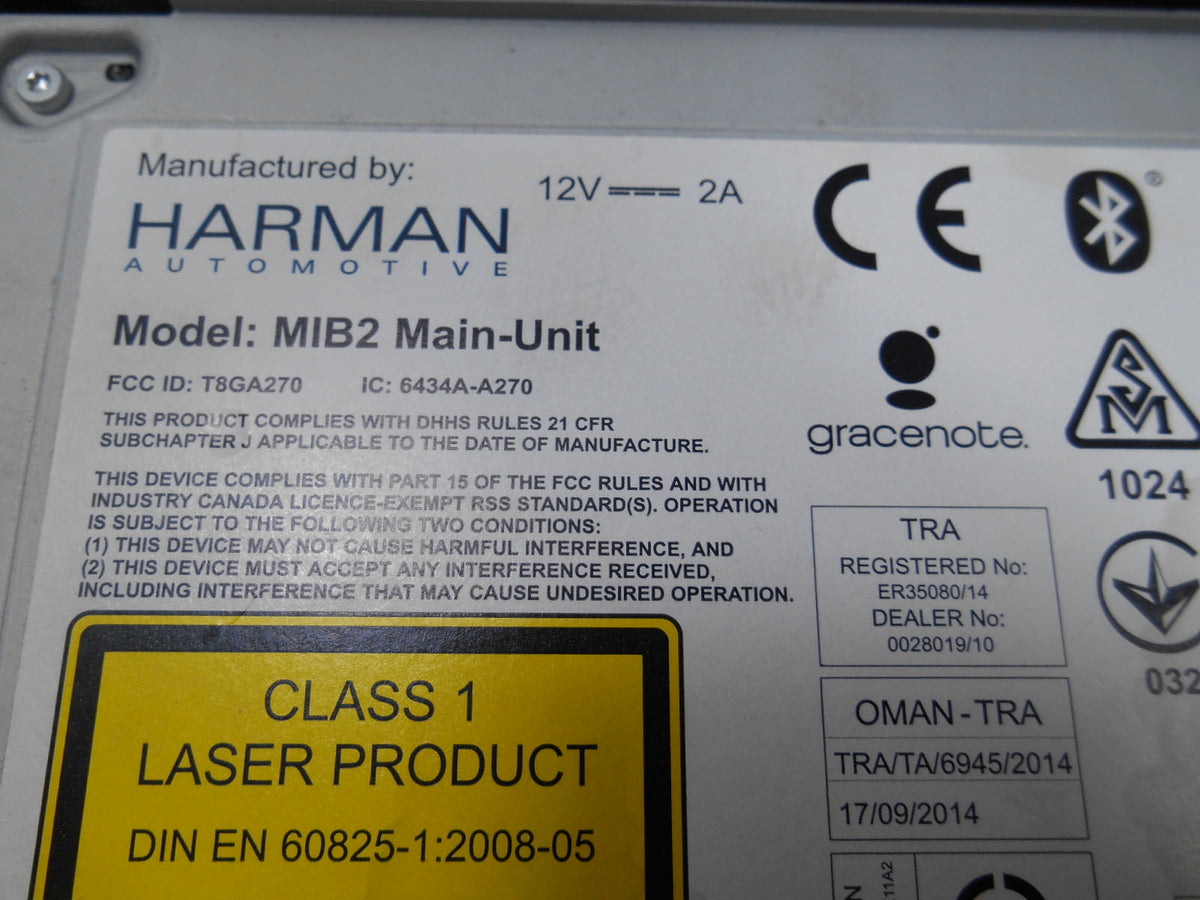 Manufactured by:
HARMAN
AUTOMOTIVE
12V 2A
CE
®
Model: MIB2 Main-Unit
FCC ID: T8GA270 IC: 6434A-A270
THIS PRODUCT COMPLIES WITH DHHS RULES 21 CFR
SUBCHAPTER J APPLICABLE TO THE DATE OF MANUFACTURE.
THIS DEVICE COMPLIES WITH PART 15 OF THE FCC RULES AND WITH
INDUSTRY CANADA LICENCE-EXEMPT RSS STANDARD(S). OPERATION
IS SUBJECT TO THE FOLLOWING TWO CONDITIONS:
(1) THIS DEVICE MAY NOT CAUSE HARMFUL INTERFERENCE, AND
(2) THIS DEVICE MUST ACCEPT ANY INTERFERENCE RECEIVED,
INCLUDING INTERFERENCE THAT MAY CAUSE UNDESIRED OPERATION.
gracenote.
SM
1024
TRA
REGISTERED No:
ER35080/14
DEALER No:
0028019/10
032
OMAN-TRA
TRA/TA/6945/2014
17/09/2014
11A2
CLASS 1
LASER PRODUCT
DIN EN 60825-1:2008-05